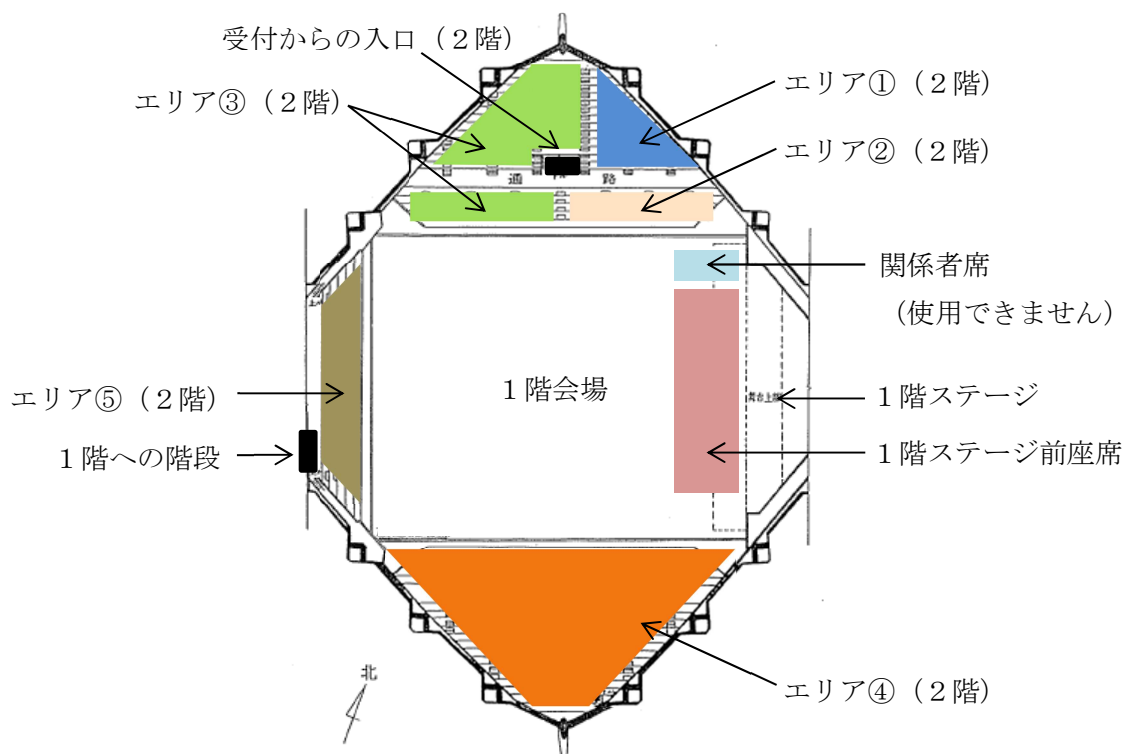 受付からの入口（２階）
エリア①（２階）
エリア③（２階）
エリア②（２階）
通　路
関係者席
（使用できません）
１階会場
エリア⑤（２階）
１階ステージ
１階への階段
１階ステージ前座席
エリア④（２階）
北